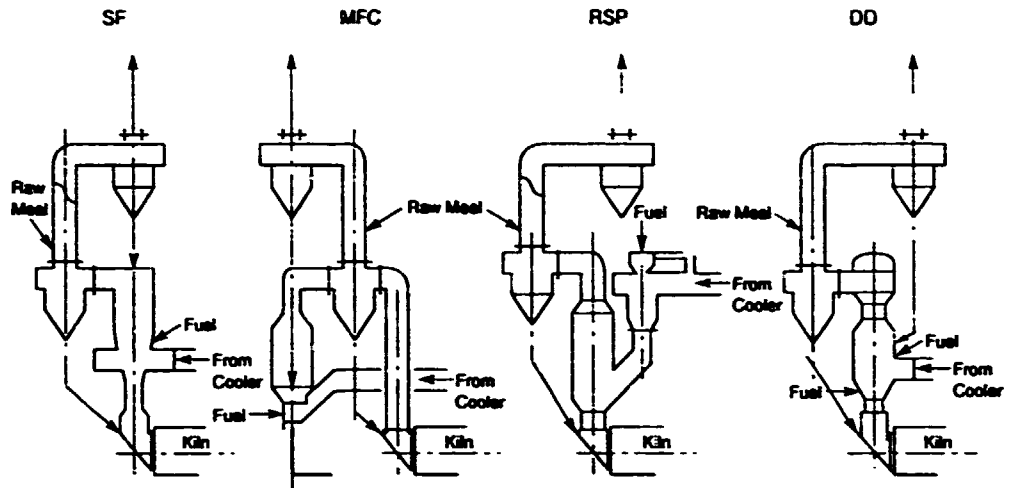 SF
MFC
RSP
DD
Raw
Meal
Fuel
From
Cooler
Kiln
Raw Meal
Fuel
From
Cooler
Kiln
Fuel
From
Cooler
Kiln
Raw Meal
Fuel
Fuel
From
Cooler
Kiln